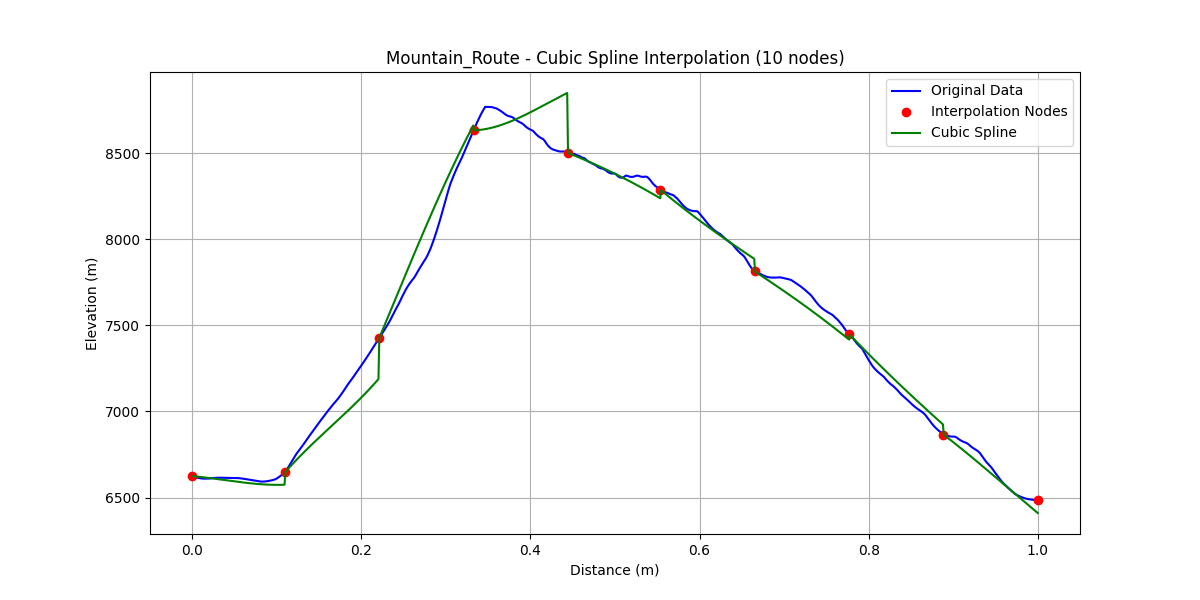 Mountain_Route - Cubic Spline Interpolation (10 nodes)
Original Data
Interpolation Nodes
Cubic Spline
Elevation (m)
8500
8000
7500
7000
6500
0.0 0.2 0.4 0.6 0.8 1.0
Distance (m)